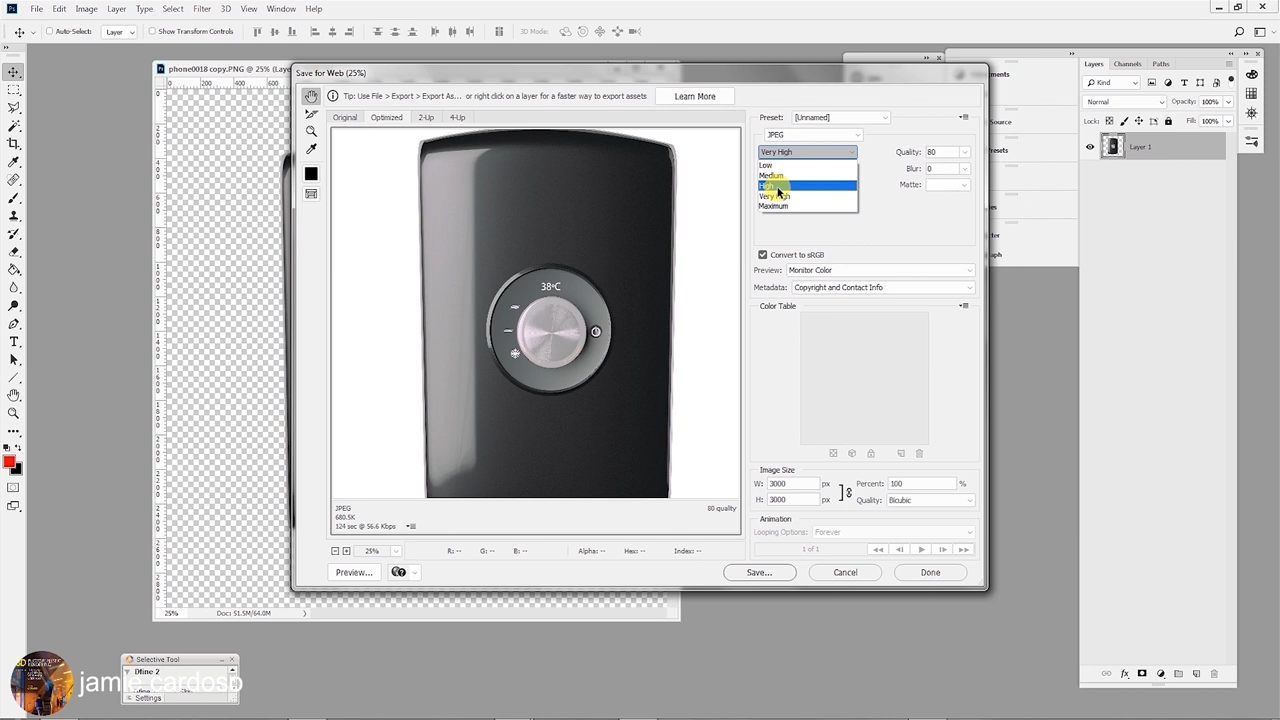 Ps File Edit Image Layer Type Select Filter 3D View Window Help
Auto-Select: Layer Show Transform Controls 3D Mode:
phone0018 copy.PNG @ 25% (Laye
Save for Web (25%)
Tip: Use File > Export > Export As... or right click on a layer for a faster way to export assets
Learn More
Original Optimized 2-Up 4-Up
Preset: [Unnamed]
JPEG
Very High
Quality: 80
Low
Medium
High
Very High
Maximum
Blur: 0
Matte:
Convert to sRGB
Preview: Monitor Color
Metadata: Copyright and Contact Info
Color Table
38°C
Image Size
W: 3000 px
H: 3000 px
Percent: 100 %
Quality: Bicubic
Animation
Looping Options: Forever
1 of 1
JPEG
680.5K
124 sec @ 56.6 Kbps
80 quality
25%
R: -- G: -- B: -- Alpha: -- Hex: -- Index: --
Preview... Save... Cancel Done
25% Doc: 51.5M/64.0M
Layers Channels Paths
Kind
Normal Opacity: 100%
Lock: Fill: 100%
Layer 1
Selective Tool
Dfine 2
Settings
jamie cardoso